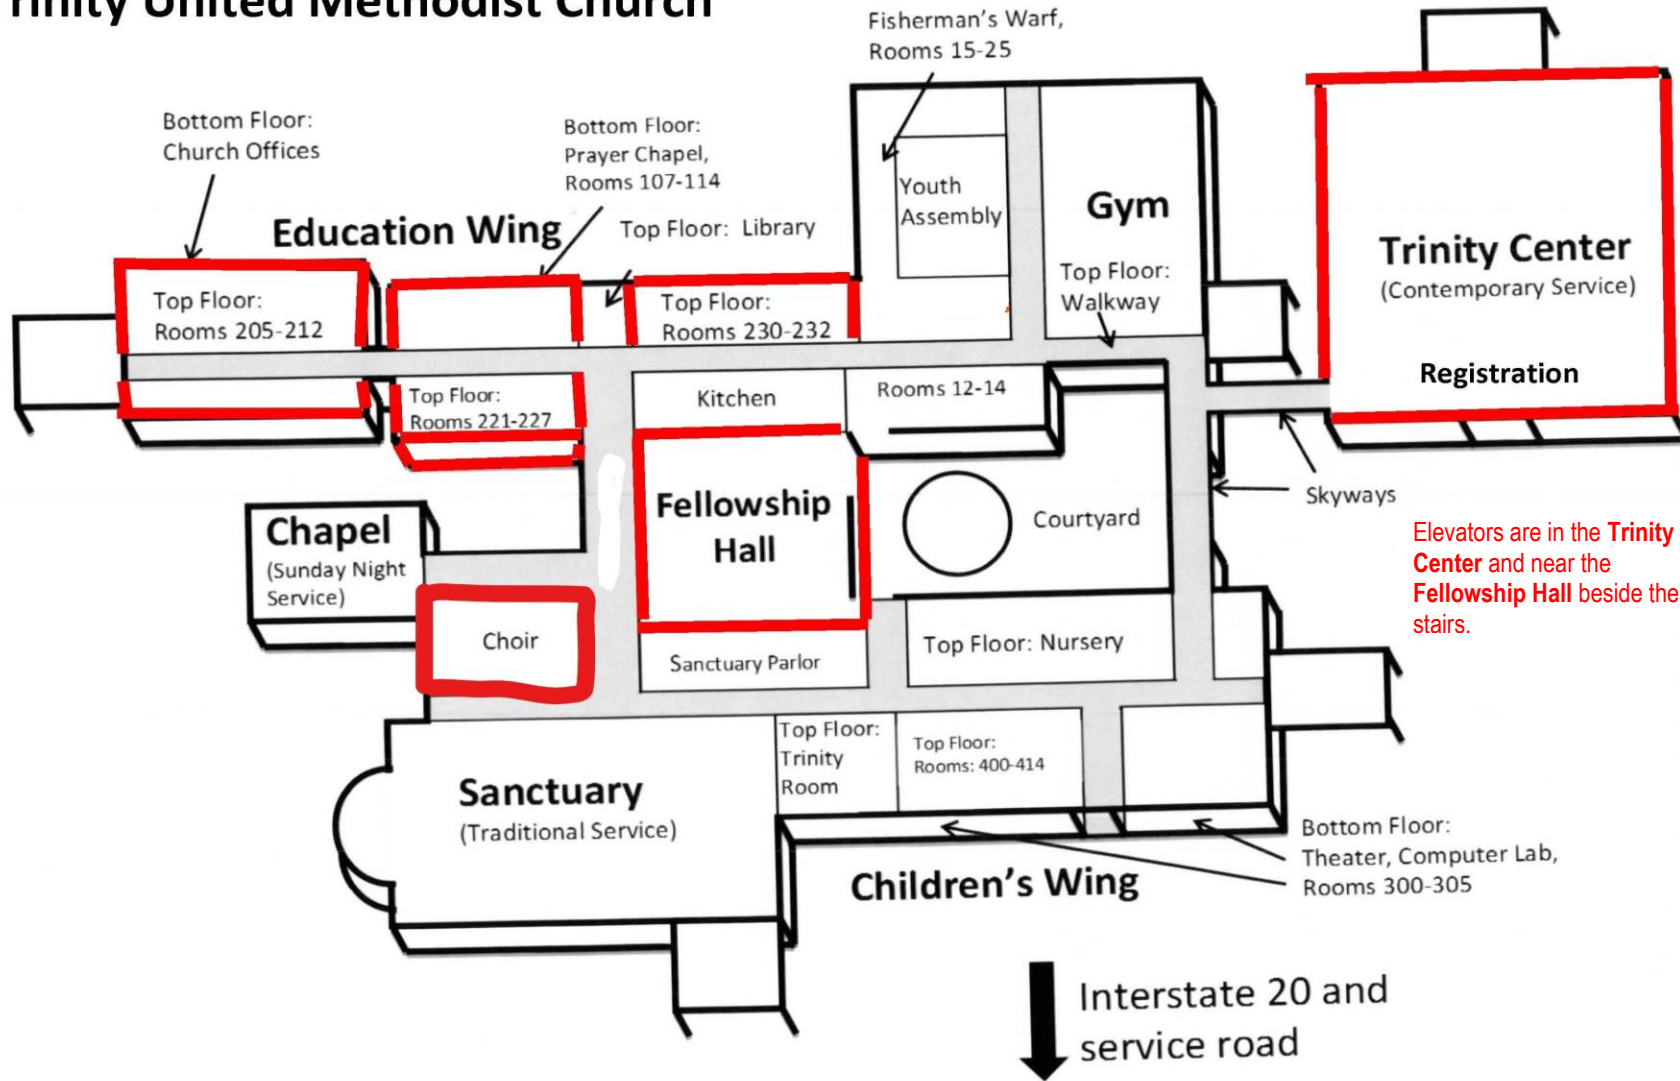 Trinity United Methodist Church
Fisherman's Warf,
Rooms 15-25
Bottom Floor:
Church Offices
Bottom Floor:
Prayer Chapel,
Rooms 107-114
Education Wing
Top Floor: Library
Youth
Assembly
Gym
Top Floor:
Walkway
Trinity Center
(Contemporary Service)
Registration
Top Floor:
Rooms 205-212
Top Floor:
Rooms 230-232
Top Floor:
Rooms 221-227
Kitchen
Rooms 12-14
Skyways
Fellowship
Hall
Courtyard
Elevators are in the Trinity
Center and near the
Fellowship Hall beside the
stairs.
Chapel
(Sunday Night
Service)
Choir
Sanctuary Parlor
Top Floor: Nursery
Top Floor:
Trinity
Room
Top Floor:
Rooms: 400-414
Sanctuary
(Traditional Service)
Bottom Floor:
Theater, Computer Lab,
Rooms 300-305
Children's Wing
Interstate 20 and
service road